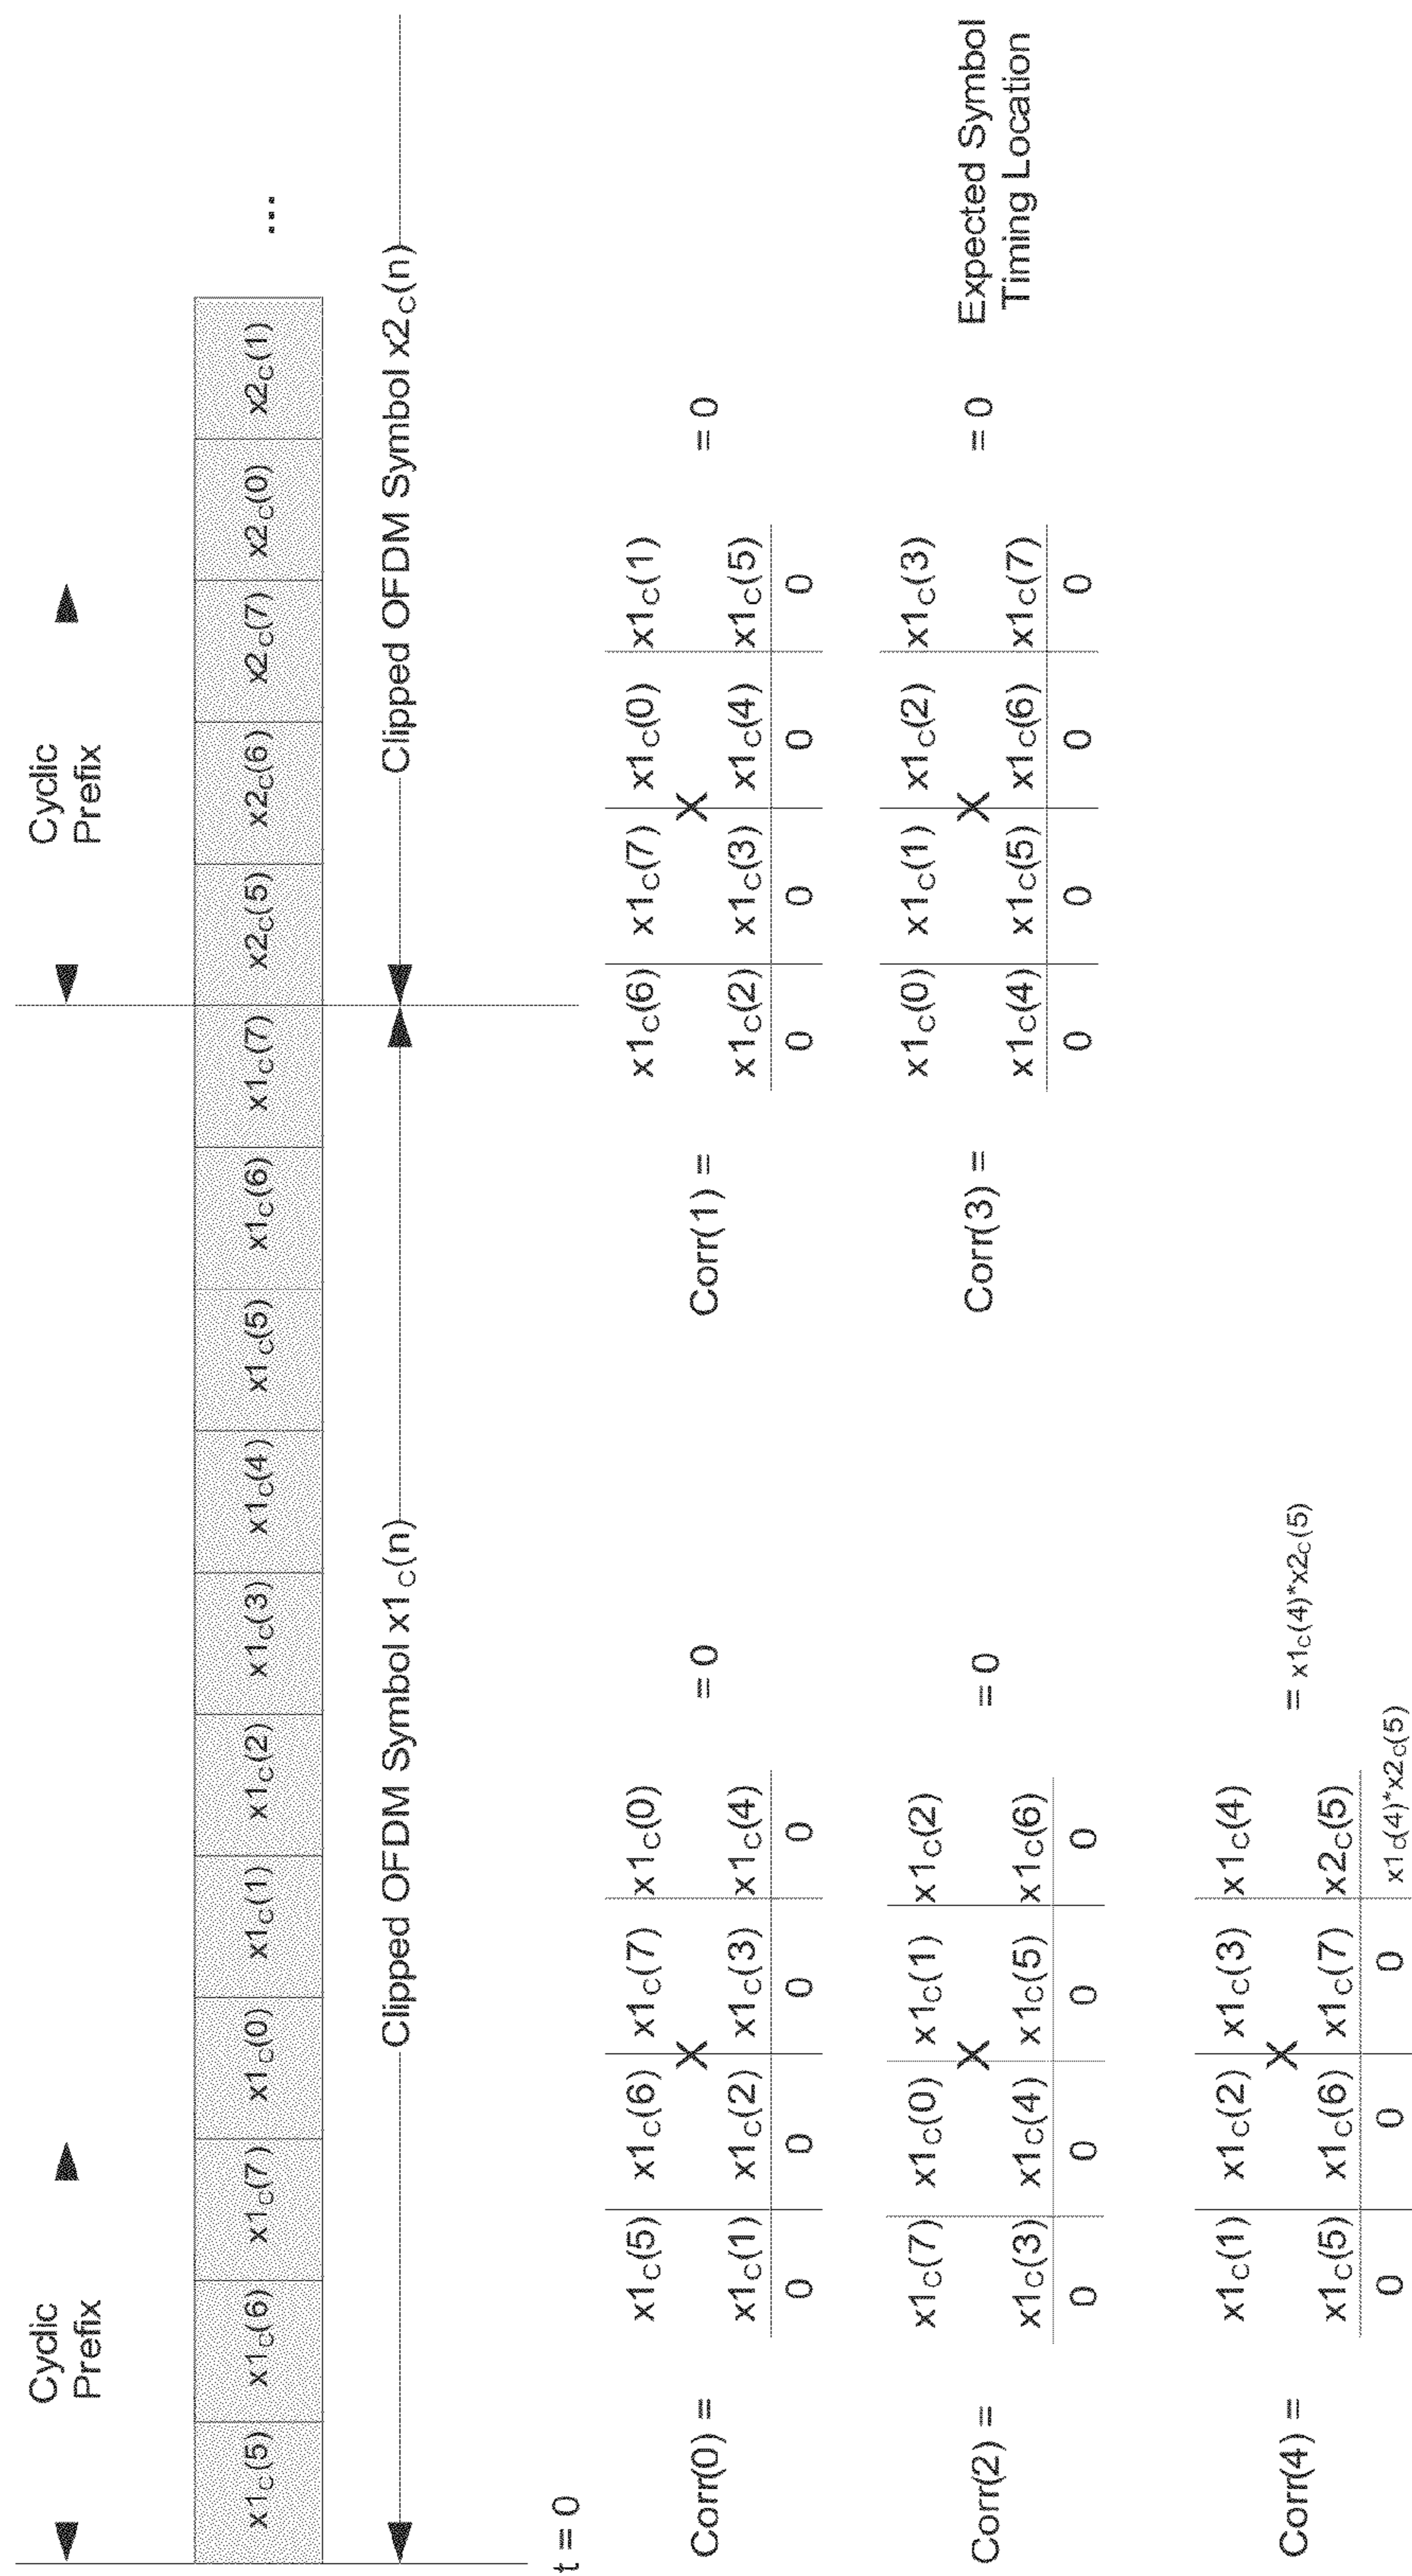 Cyclic
Prefix
Cyclic
Prefix
x1C(5) x1C(6) x1C(7) x1C(0) x1C(1) x1C(2) x1C(3) x1C(4) x1C(5) x1C(6) x1C(7) x2C(5) x2C(6) x2C(7) x2C(0) x2C(1) ...
Clipped OFDM Symbol x1C(n)
Clipped OFDM Symbol x2C(n)
t = 0
Corr(0) =
x1C(5) x1C(6) x1C(7) x1C(0)
X
x1C(1) x1C(2) x1C(3) x1C(4)
0 0 0 0
= 0
Corr(1) =
x1C(6) x1C(7) x1C(0) x1C(1)
X
x1C(2) x1C(3) x1C(4) x1C(5)
0 0 0 0
= 0
Corr(2) =
x1C(7) x1C(0) x1C(1) x1C(2)
X
x1C(3) x1C(4) x1C(5) x1C(6)
0 0 0 0
= 0
Corr(3) =
x1C(0) x1C(1) x1C(2) x1C(3)
X
x1C(4) x1C(5) x1C(6) x1C(7)
0 0 0 0
= 0
Expected Symbol
Timing Location
Corr(4) =
x1C(1) x1C(2) x1C(3) x1C(4)
X
x1C(5) x1C(6) x1C(7) x2C(5)
0 0 0 x1C(4)*x2C(5)
= x1C(4)*x2C(5)